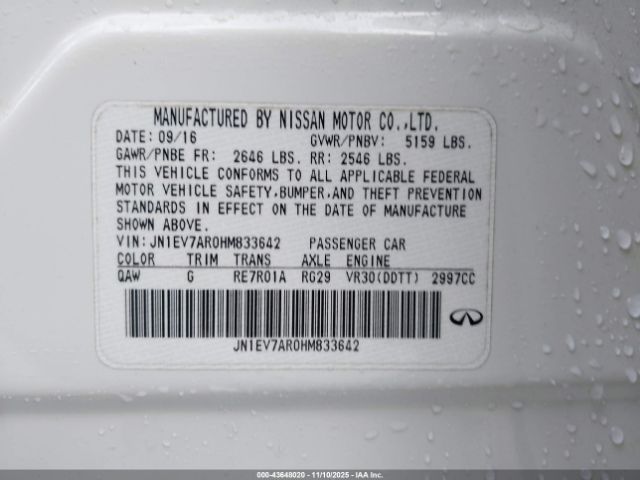 MANUFACTURED BY NISSAN MOTOR CO.,LTD.
DATE: 09/16 GVWR/PNBV: 5159 LBS.
GAWR/PNBE FR: 2646 LBS. RR: 2546 LBS.
THIS VEHICLE CONFORMS TO ALL APPLICABLE FEDERAL
MOTOR VEHICLE SAFETY,BUMPER,AND THEFT PREVENTION
STANDARDS IN EFFECT ON THE DATE OF MANUFACTURE
SHOWN ABOVE.
VIN: JN1EV7AR0HM833642 PASSENGER CAR
COLOR TRIM TRANS AXLE ENGINE
QAW G RE7R01A RG29 VR30(DDTT) 2997CC
JN1EV7AR0HM833642
000-43648020 - 11/10/2025 - IAA Inc.